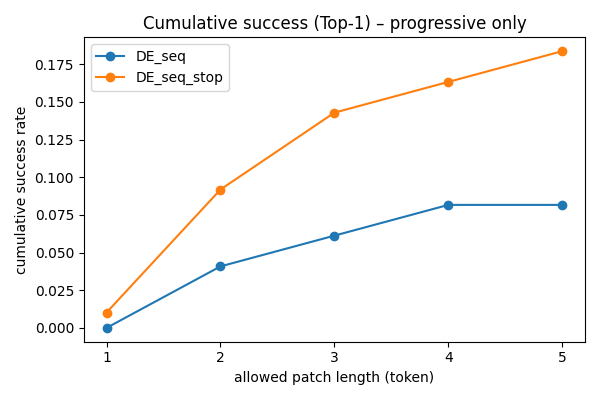 Cumulative success (Top-1) – progressive only
DE_seq
DE_seq_stop
cumulative success rate
0.175
0.150
0.125
0.100
0.075
0.050
0.025
0.000
1 2 3 4 5
allowed patch length (token)